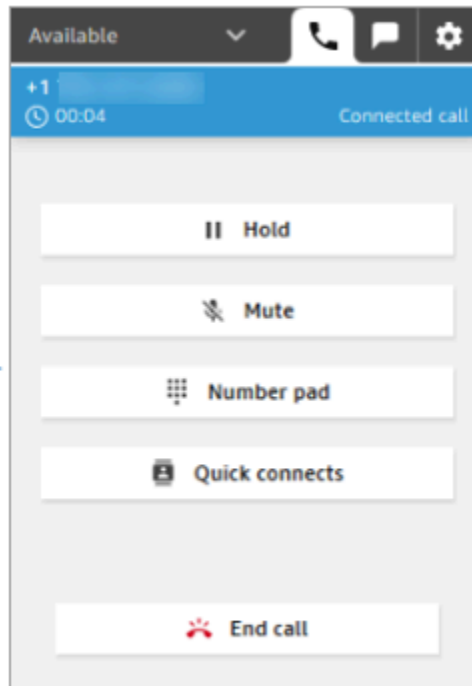 Available
+1
00:04 Connected call
Hold
Mute
Number pad
Quick connects
End call